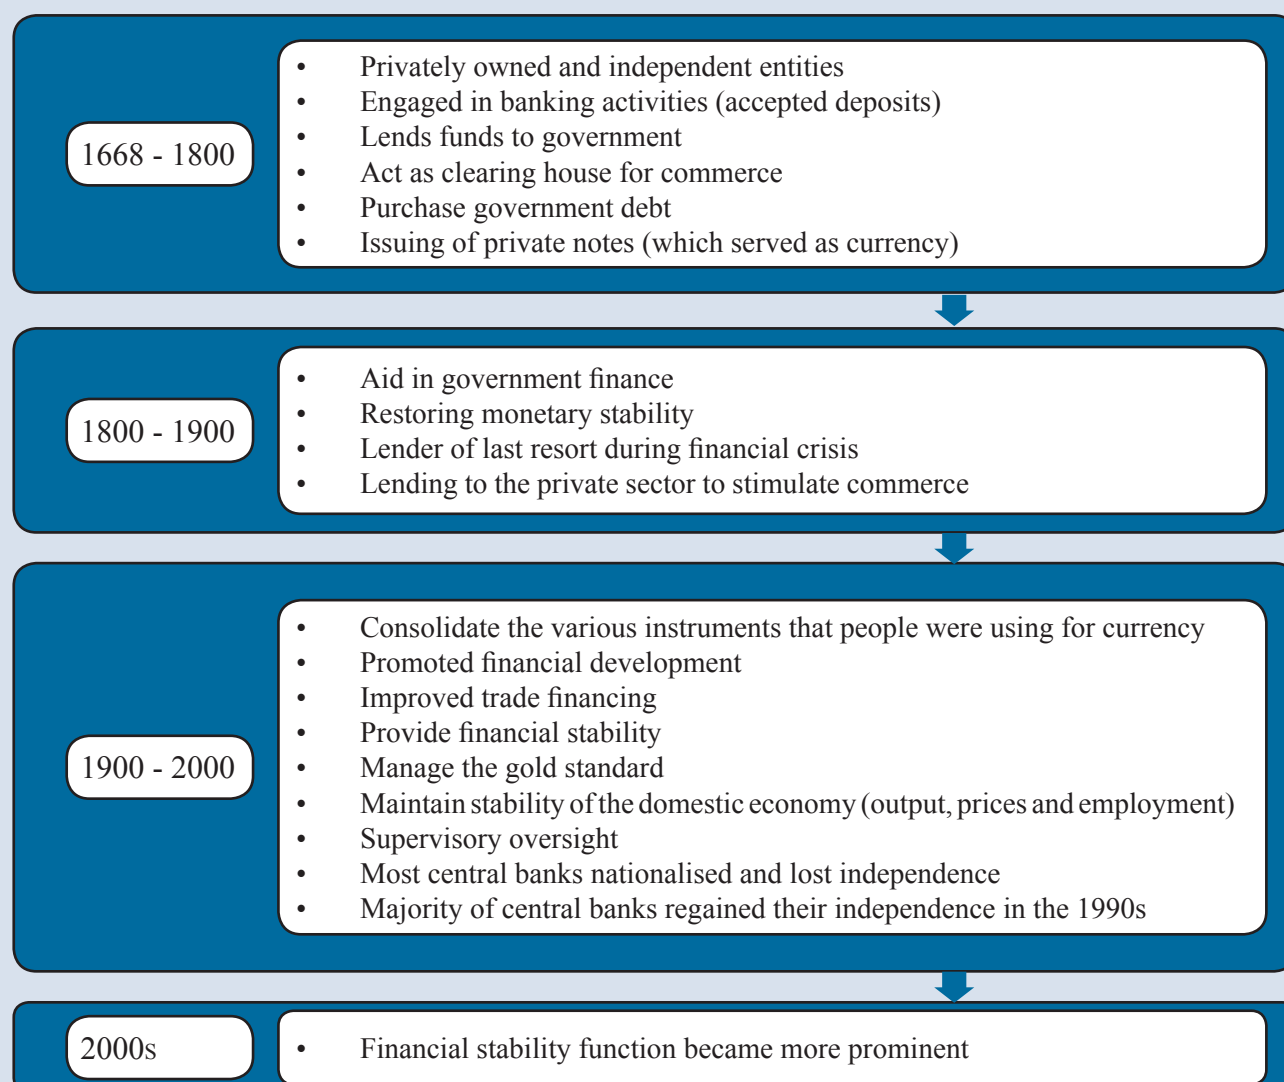 1668 - 1800
• Privately owned and independent entities
• Engaged in banking activities (accepted deposits)
• Lends funds to government
• Act as clearing house for commerce
• Purchase government debt
• Issuing of private notes (which served as currency)
1800 - 1900
• Aid in government finance
• Restoring monetary stability
• Lender of last resort during financial crisis
• Lending to the private sector to stimulate commerce
1900 - 2000
• Consolidate the various instruments that people were using for currency
• Promoted financial development
• Improved trade financing
• Provide financial stability
• Manage the gold standard
• Maintain stability of the domestic economy (output, prices and employment)
• Supervisory oversight
• Most central banks nationalised and lost independence
• Majority of central banks regained their independence in the 1990s
2000s
• Financial stability function became more prominent